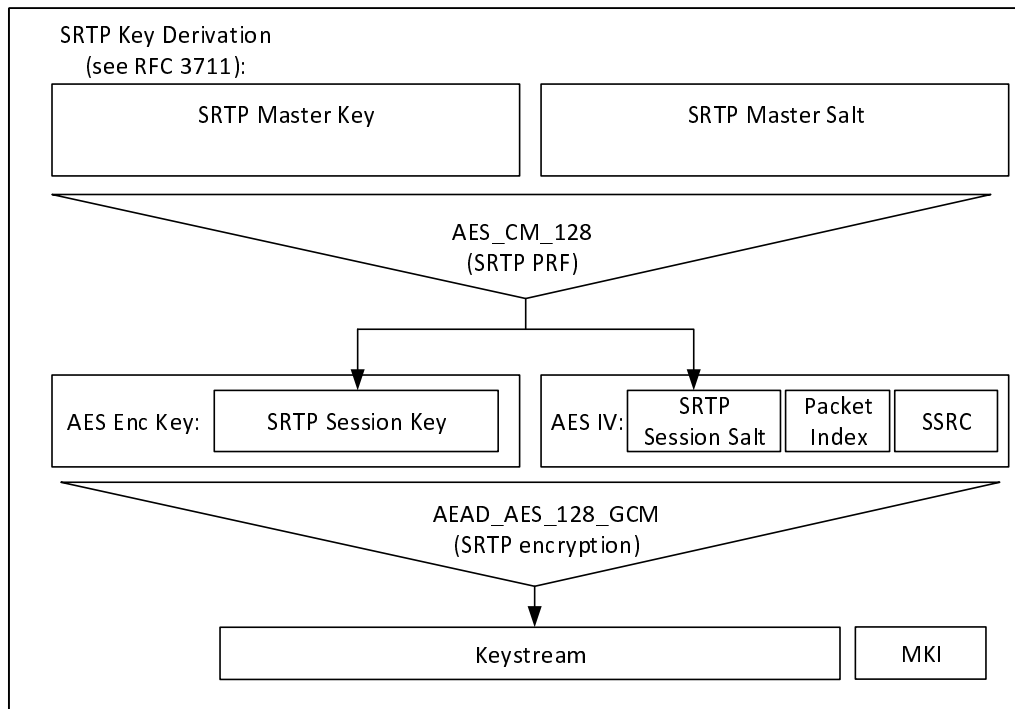 SRTP Key Derivation
(see RFC 3711):
SRTP Master Key
SRTP Master Salt
AES_CM_128
(SRTP PRF)
AES Enc Key:
SRTP Session Key
AES IV:
SRTP
Session Salt
Packet
Index
SSRC
AEAD_AES_128_GCM
(SRTP encryption)
Keystream
MKI